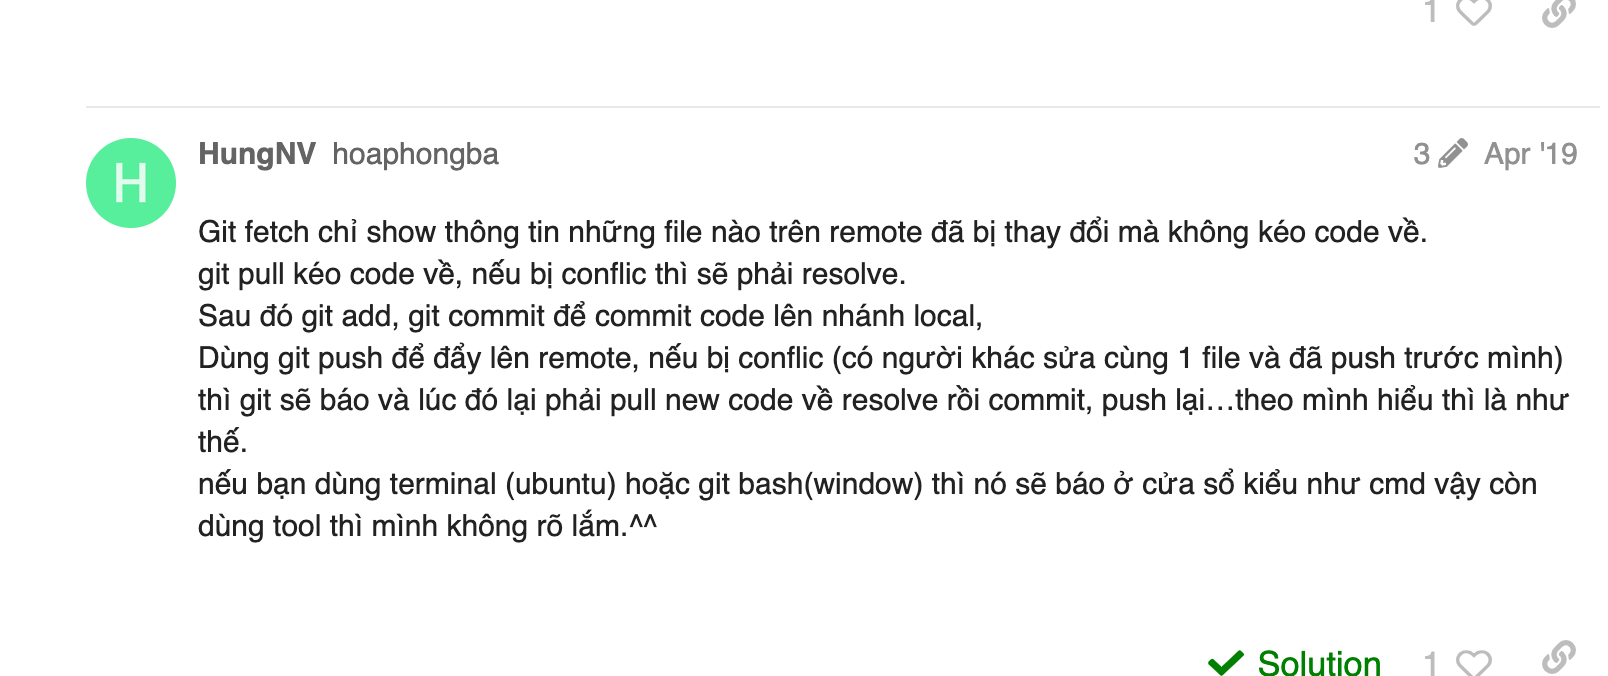 1
HungNV hoaphongba 3 Apr '19
H
Git fetch chỉ show thông tin những file nào trên remote đã bị thay đổi mà không kéo code về.
git pull kéo code về, nếu bị conflic thì sẽ phải resolve.
Sau đó git add, git commit để commit code lên nhánh local,
Dùng git push để đẩy lên remote, nếu bị conflic (có người khác sửa cùng 1 file và đã push trước mình)
thì git sẽ báo và lúc đó lại phải pull new code về resolve rồi commit, push lại...theo mình hiểu thì là như
thế.
nếu bạn dùng terminal (ubuntu) hoặc git bash(window) thì nó sẽ báo ở cửa sổ kiểu như cmd vậy còn
dùng tool thì mình không rõ lắm.^^
Solution 1